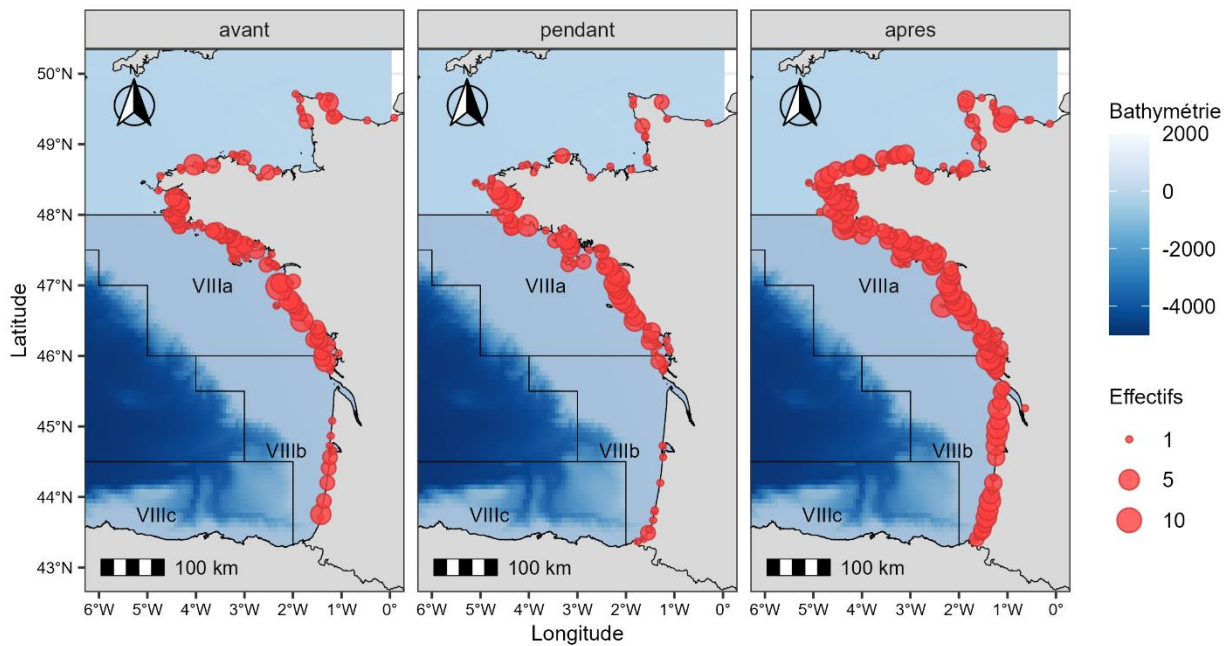 avant
pendant
apres
50°N
49°N
48°N
47°N
46°N
45°N
44°N
43°N
Latitude
N
VIIIa
VIIIb
VIIIc
100 km
N
VIIIa
VIIIb
VIIIc
100 km
N
VIIIa
VIIIb
VIIIc
100 km
6°W 5°W 4°W 3°W 2°W 1°W 0°
6°W 5°W 4°W 3°W 2°W 1°W 0°
6°W 5°W 4°W 3°W 2°W 1°W 0°
Longitude
Bathymétrie
2000
0
-2000
-4000
Effectifs
1
5
10